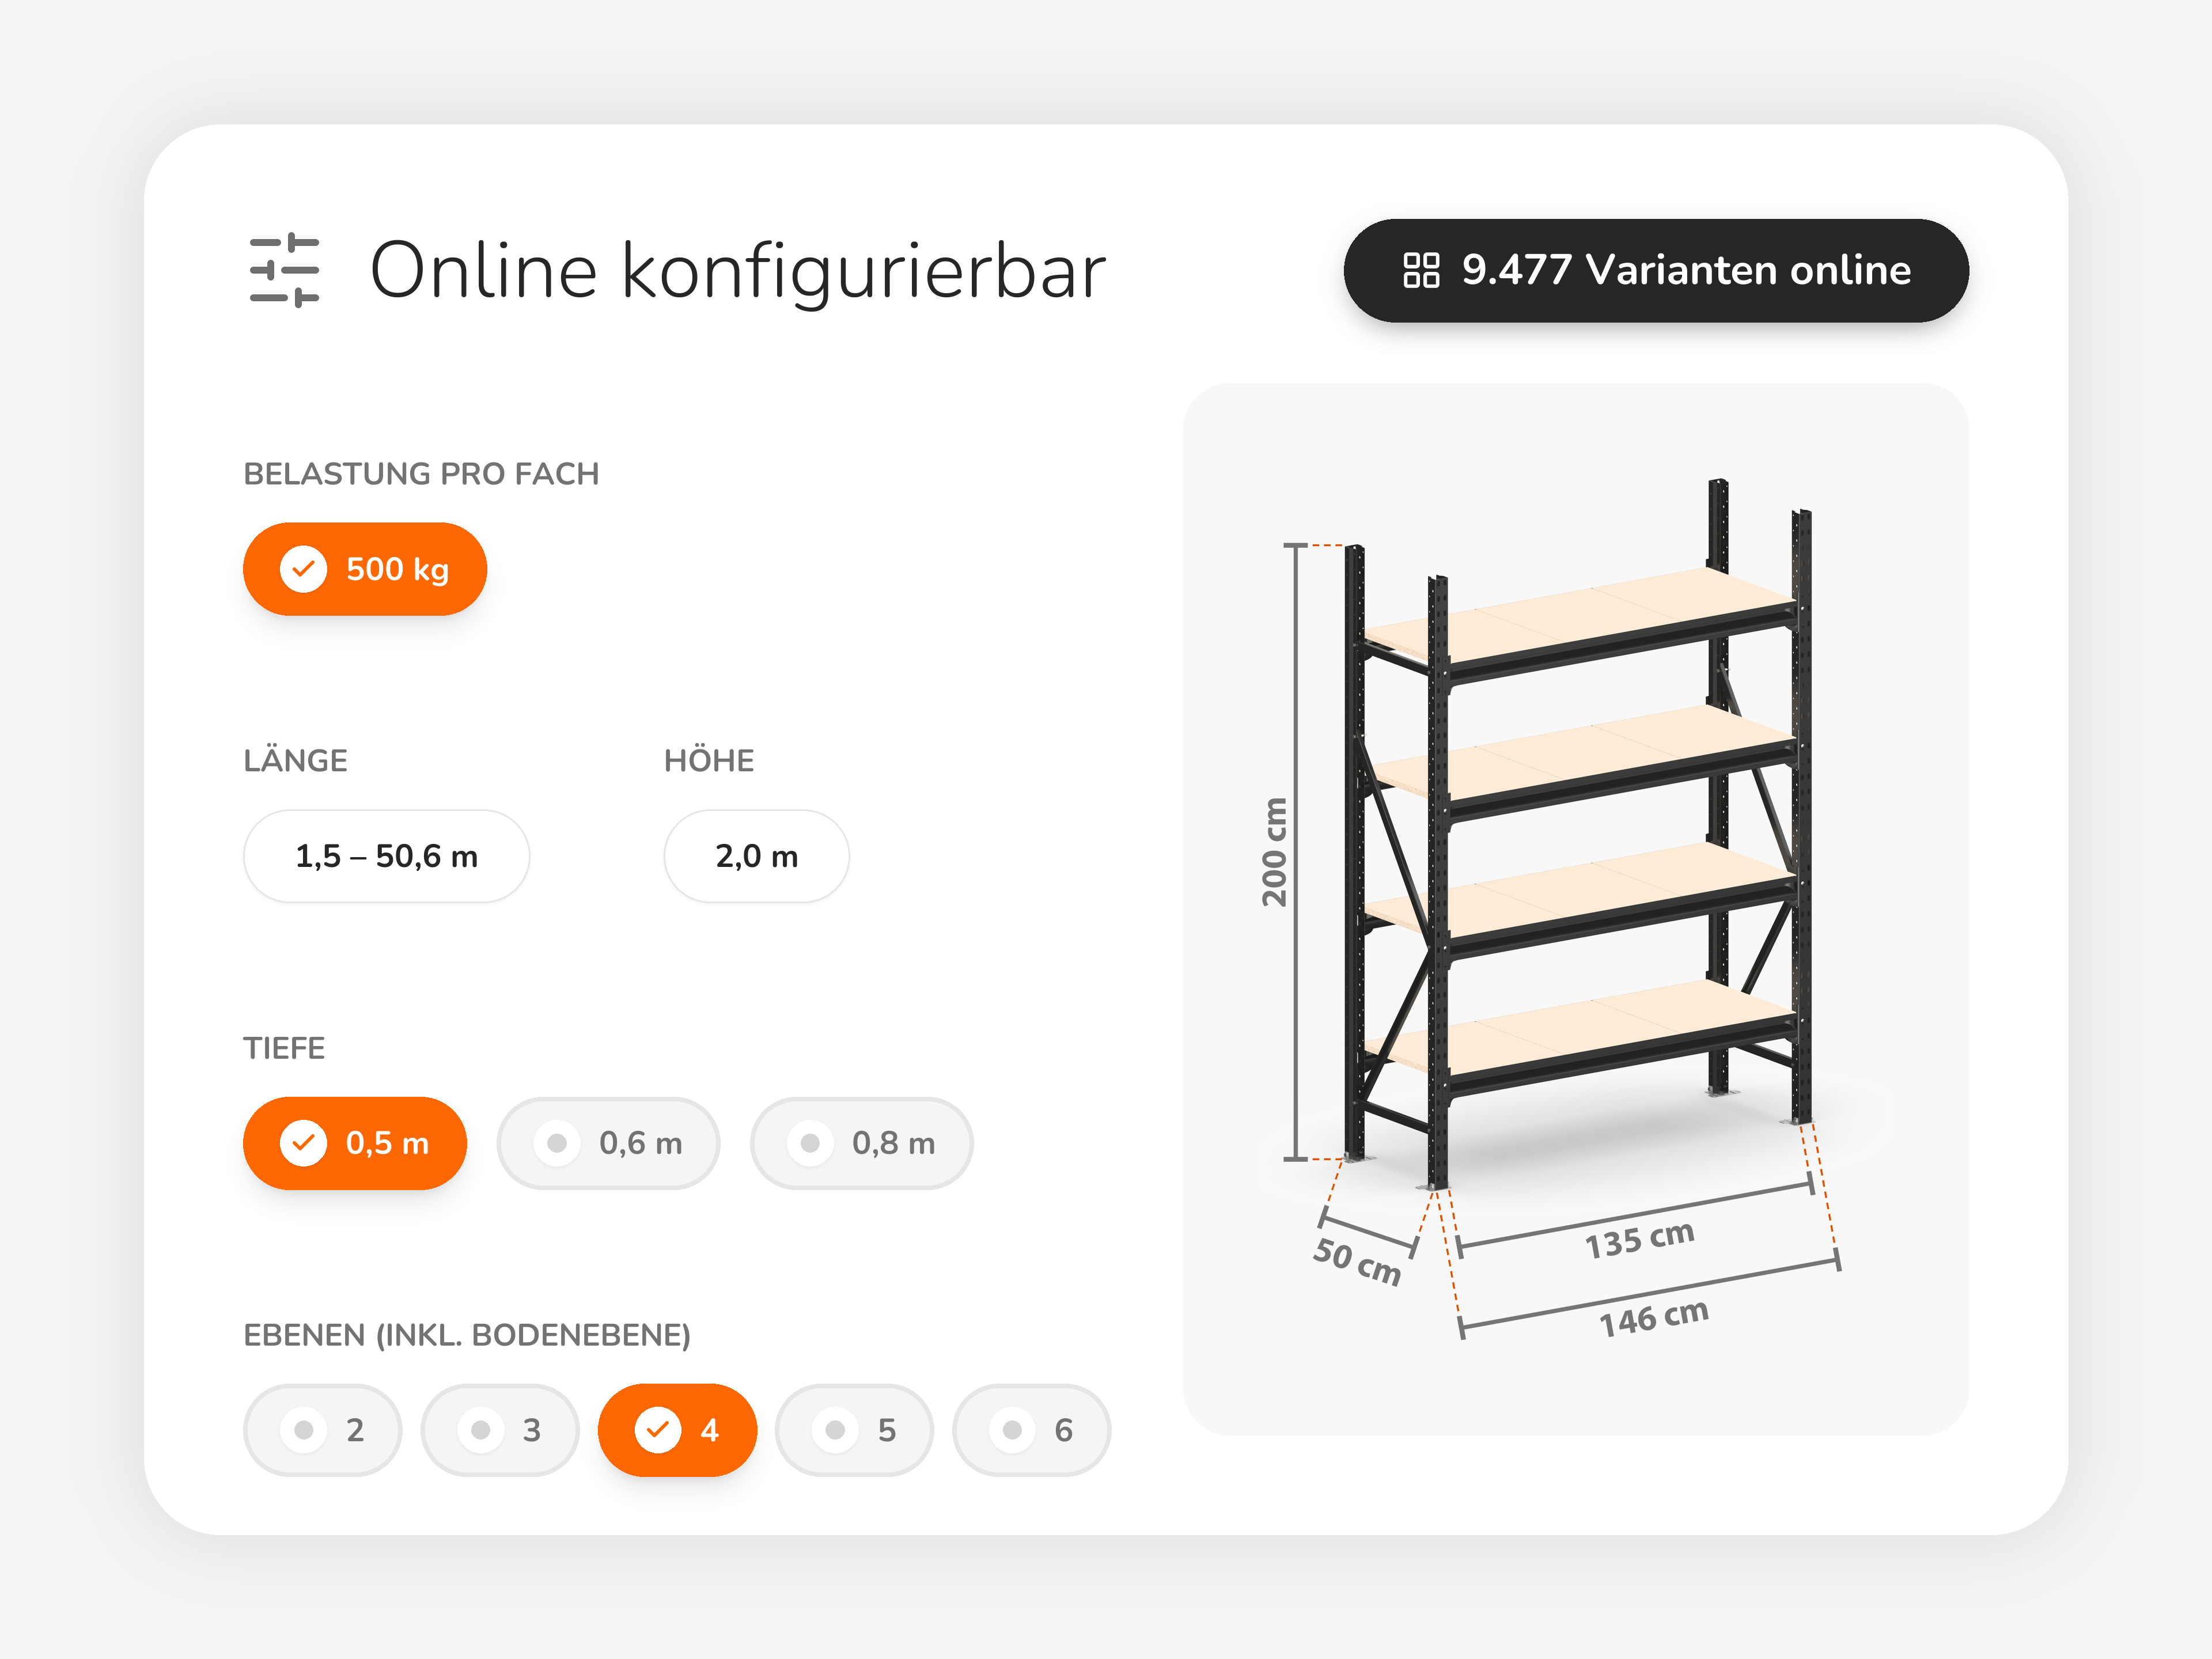 Online konfigurierbar
9.477 Varianten online
BELASTUNG PRO FACH
500 kg
LÄNGE
HÖHE
1,5 – 50,6 m
2,0 m
TIEFE
0,5 m
0,6 m
0,8 m
EBENEN (INKL. BODENEBENE)
2
3
4
5
6
200 cm
50 cm
135 cm
146 cm